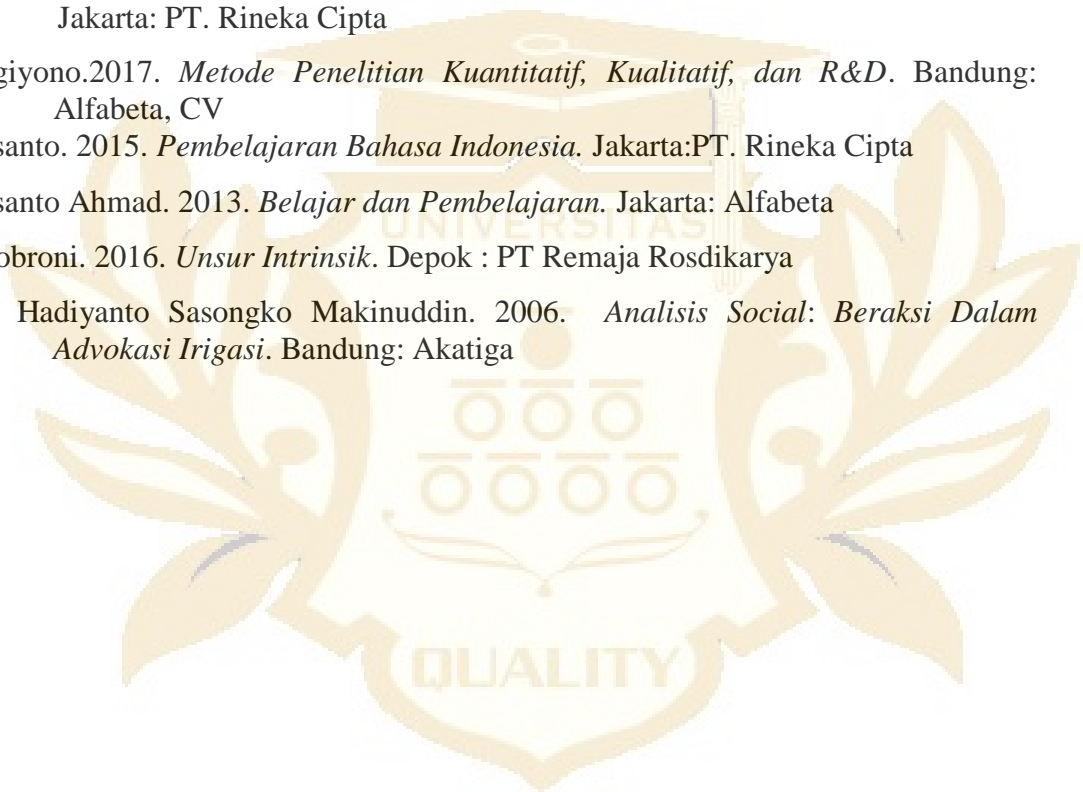 Jakarta: PT. Rineka Cipta
giyono.2017. Metode Penelitian Kuantitatif, Kualitatif, dan R&D. Bandung:
Alfabeta, CV
santo. 2015. Pembelajaran Bahasa Indonesia. Jakarta:PT. Rineka Cipta
santo Ahmad. 2013. Belajar dan Pembelajaran. Jakarta: Alfabeta
UNIVERSITAS
obroni. 2016. Unsur Intrinsik. Depok : PT Remaja Rosdikarya
Hadiyanto Sasongko Makinuddin. 2006. Analisis Social: Beraksi Dalam
Advokasi Irigasi. Bandung: Akatiga
QUALITY